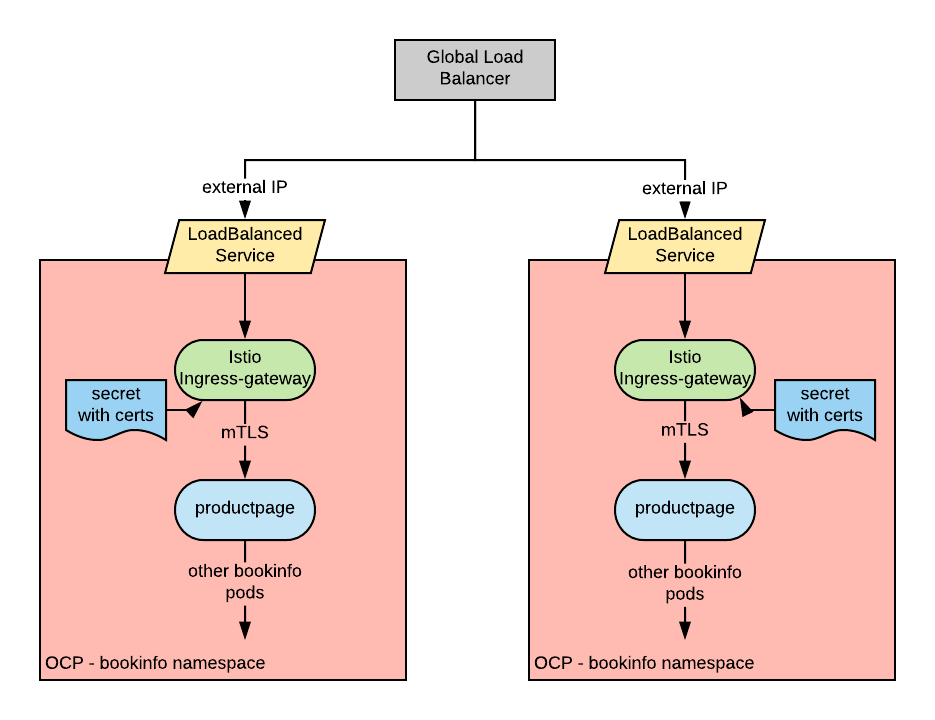 Global Load
Balancer
external IP
external IP
LoadBalanced
Service
LoadBalanced
Service
Istio
Ingress-gateway
Istio
Ingress-gateway
secret
with certs
secret
with certs
mTLS
mTLS
productpage
productpage
other bookinfo
pods
other bookinfo
pods
OCP - bookinfo namespace
OCP - bookinfo namespace